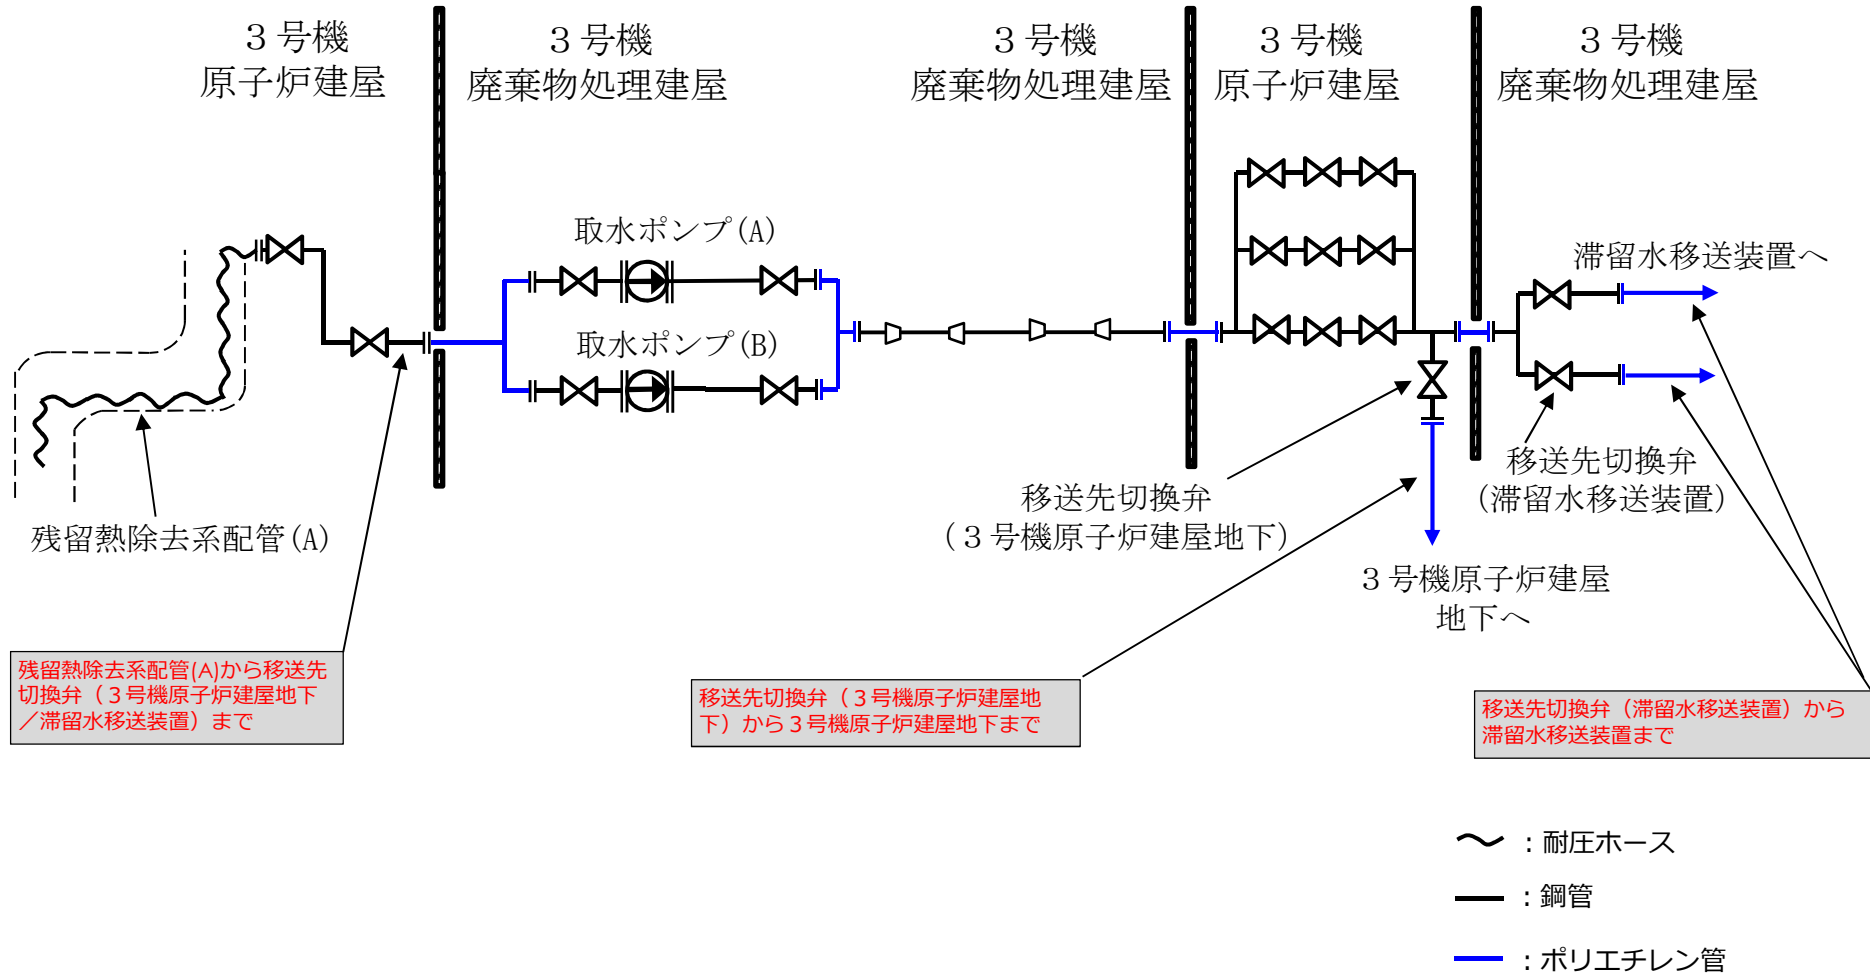 ３号機
原子炉建屋
３号機
廃棄物処理建屋
３号機
廃棄物処理建屋
３号機
原子炉建屋
３号機
廃棄物処理建屋
取水ポンプ(A)
取水ポンプ(B)
滞留水移送装置へ
移送先切換弁
（滞留水移送装置）
移送先切換弁
（３号機原子炉建屋地下）
残留熱除去系配管(A)
３号機原子炉建屋
地下へ
残留熱除去系配管(A)から移送先
切換弁（３号機原子炉建屋地下
／滞留水移送装置）まで
移送先切換弁（３号機原子炉建屋地
下）から３号機原子炉建屋地下まで
移送先切換弁（滞留水移送装置）から
滞留水移送装置まで
：耐圧ホース
：鋼管
：ポリエチレン管